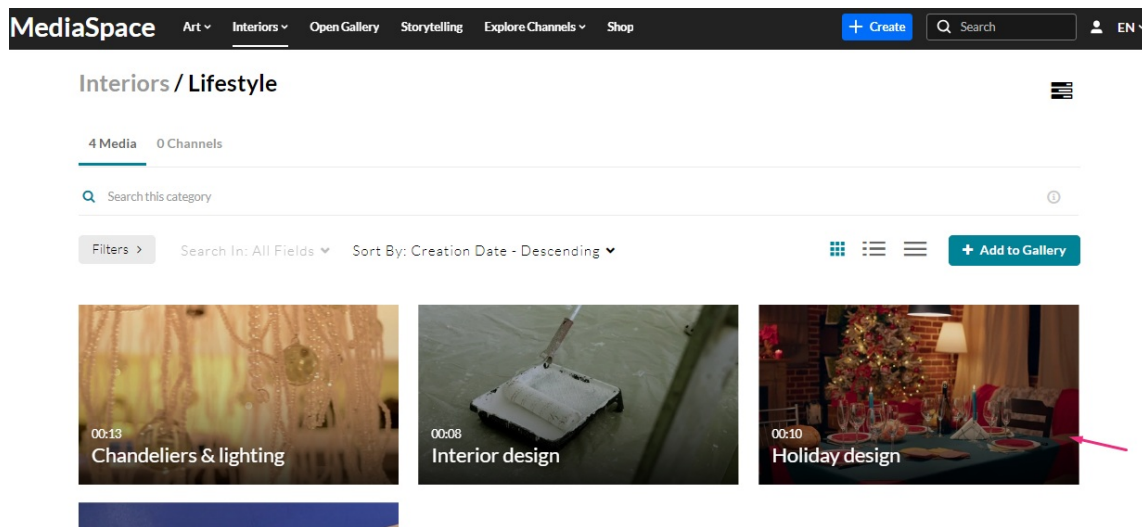 MediaSpace Art Interiors Open Gallery Storytelling Explore Channels Shop + Create Search EN
Interiors / Lifestyle
4 Media 0 Channels
Search this category
Filters > Search In: All Fields Sort By: Creation Date - Descending + Add to Gallery
00:13
Chandeliers & lighting
00:08
Interior design
00:10
Holiday design